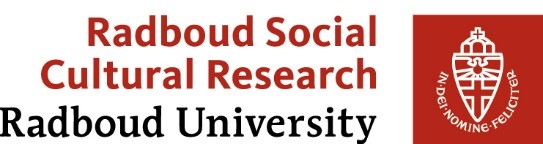 Radboud Social
Cultural Research
Radboud University
IN·DEI·NOMINE·FELICITER